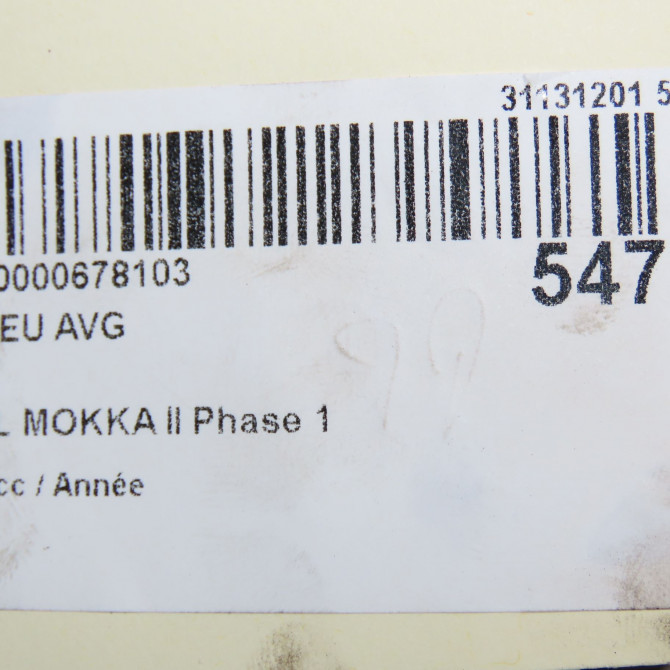 31131201 5
0000678103
547
EU AVG
L MOKKA II Phase 1
cc / Année